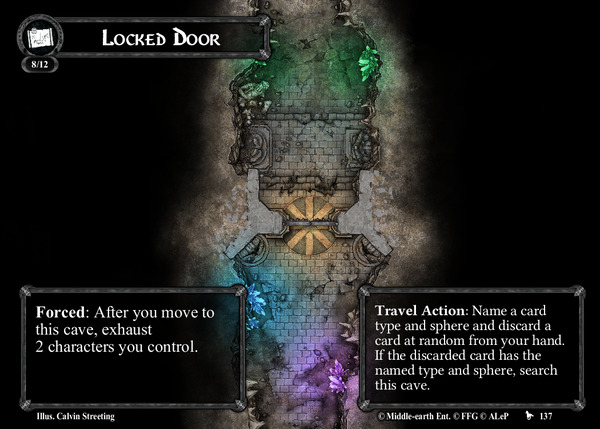 Locked Door
8/12
Forced: After you move to
this cave, exhaust
2 characters you control.
Travel Action: Name a card
type and sphere and discard a
card at random from your hand.
If the discarded card has the
named type and sphere, search
this cave.
Illus. Calvin Streeting
© Middle-earth Ent. © FFG © ALeP
137